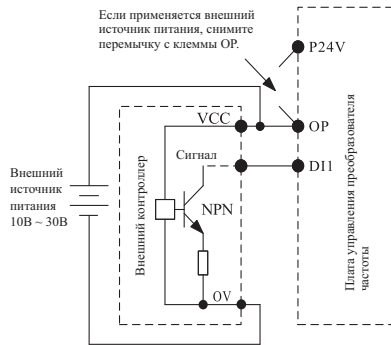 Если применяется внешний
источник питания, снимите
перемычку с клеммы OP.
P24V
VCC
OP
Сигнал
DI1
Внешний
источник
питания
10В ~ 30В
Внешний контроллер
NPN
0V
Плата управления преобразователя
частоты